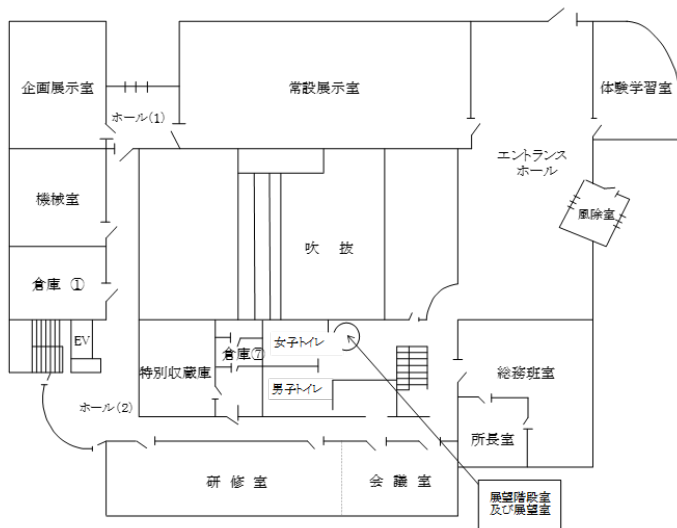 企画展示室
常設展示室
体験学習室
ホール(1)
エントランス
ホール
機械室
風除室
吹 抜
倉庫 ①
EV
女子トイレ
倉庫⑦
特別収蔵庫
総務班室
男子トイレ
ホール(2)
所長室
研修室
会議室
展望階段室
及び展望室